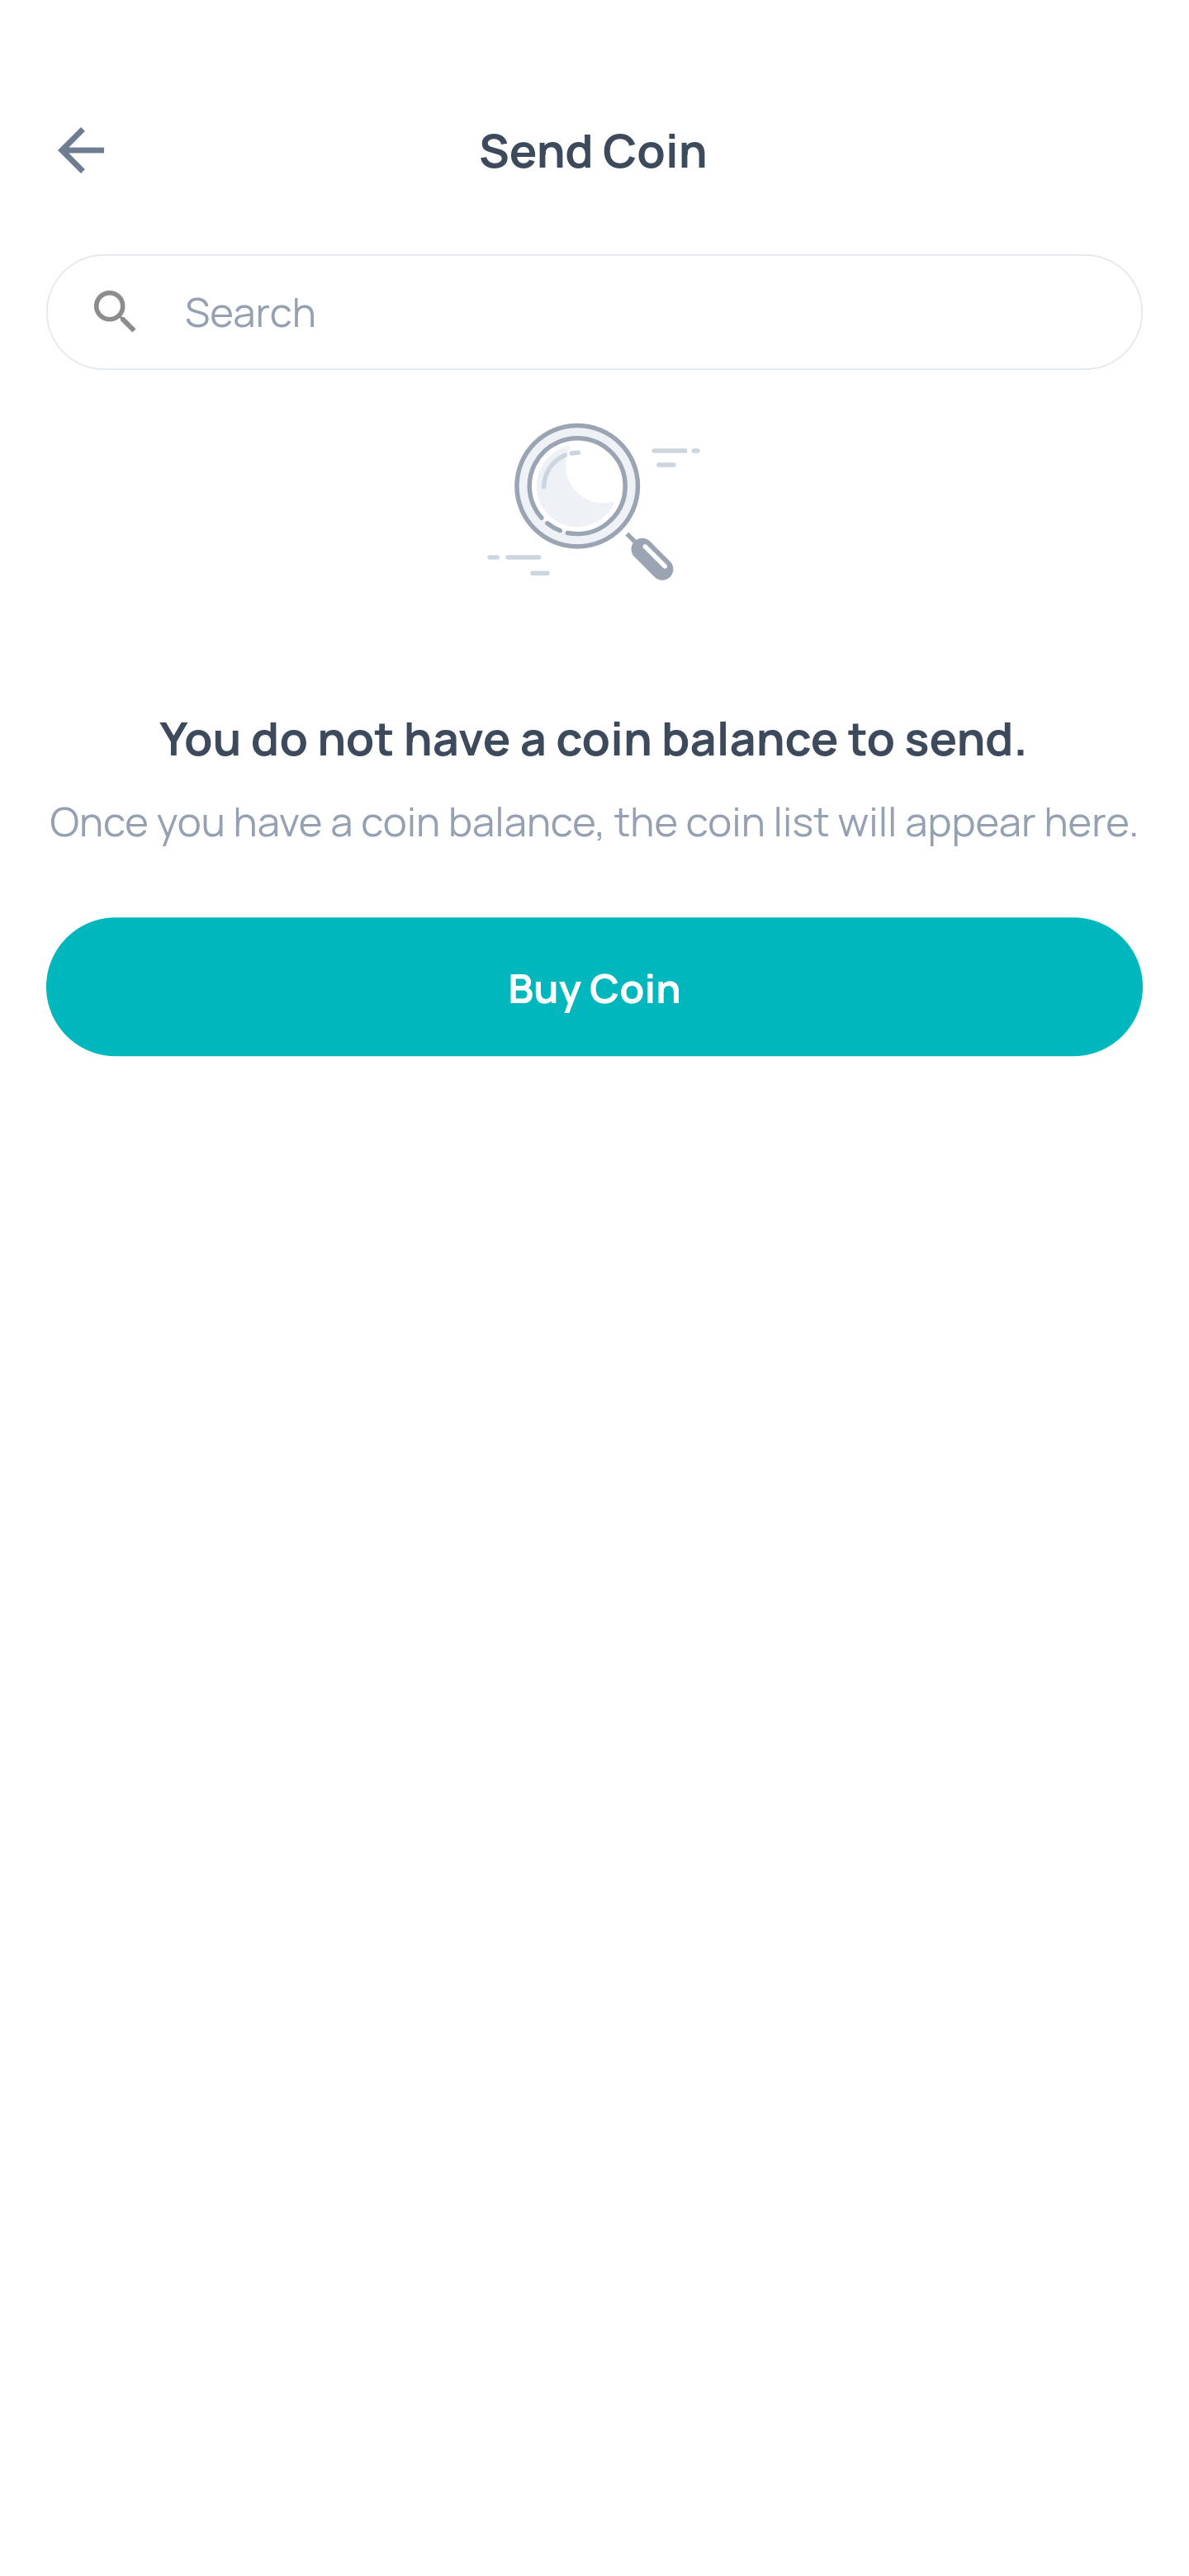 Send Coin
Search
You do not have a coin balance to send.
Once you have a coin balance, the coin list will appear here.
Buy Coin